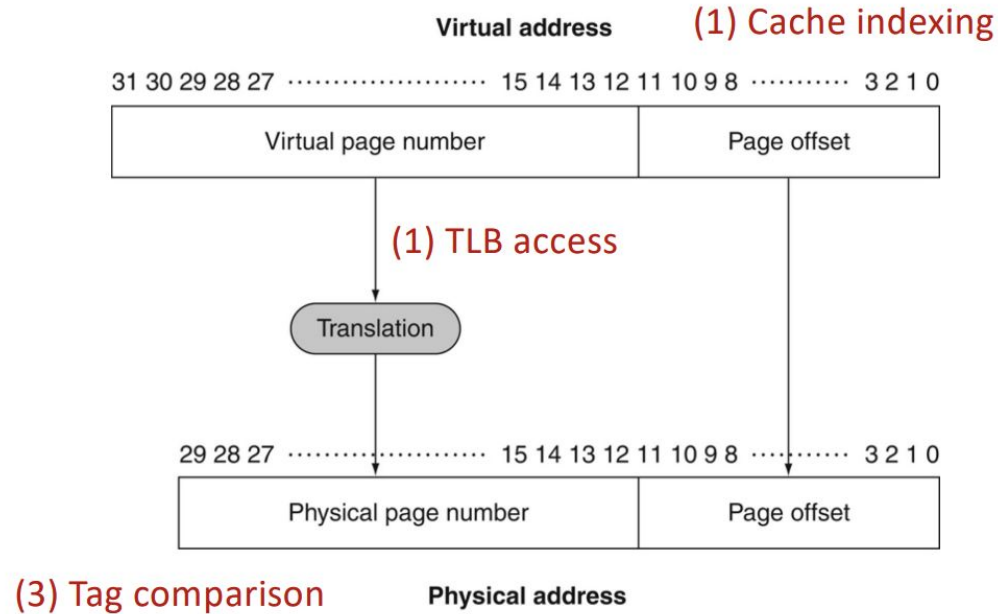 Virtual address
(1) Cache indexing
31 30 29 28 27 ······················ 15 14 13 12 11 10 9 8 ··········· 3 2 1 0
Virtual page number
Page offset
(1) TLB access
Translation
29 28 27 ······················ 15 14 13 12 11 10 9 8 ··········· 3 2 1 0
Physical page number
Page offset
(3) Tag comparison
Physical address